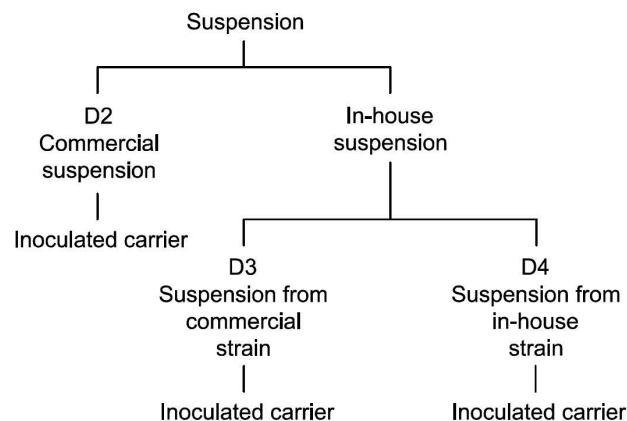 Suspension
D2
Commercial
suspension
Inoculated carrier
In-house
suspension
D3
Suspension from
commercial
strain
Inoculated carrier
D4
Suspension from
in-house
strain
Inoculated carrier